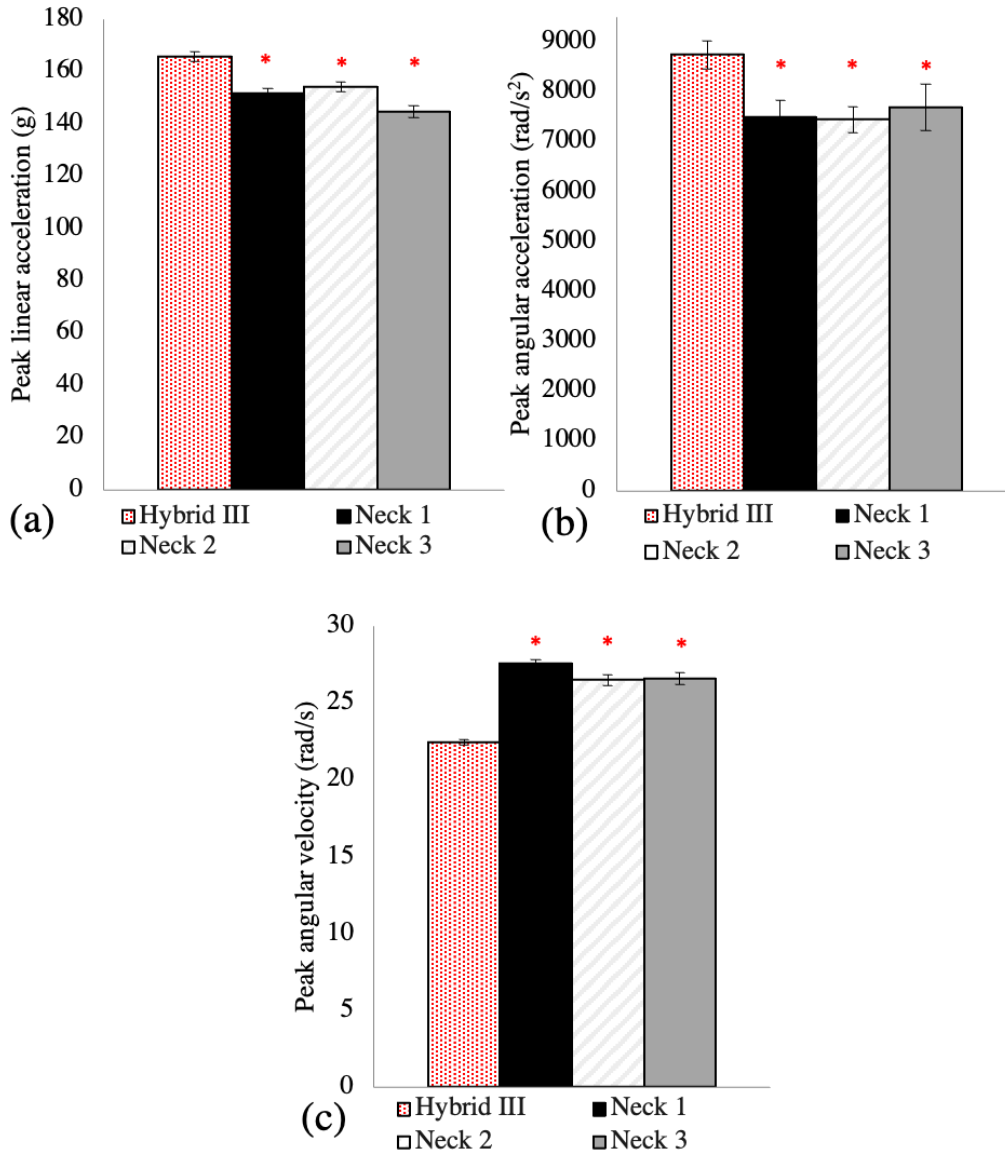 Peak linear acceleration (g)
180
160
140
120
100
80
60
40
20
0
* * *
(a)
Hybrid III Neck 1
Neck 2 Neck 3
Peak angular acceleration (rad/s²)
9000
8000
7000
6000
5000
4000
3000
2000
1000
0
* * *
(b)
Hybrid III Neck 1
Neck 2 Neck 3
Peak angular velocity (rad/s)
30
25
20
15
10
5
0
* * *
(c)
Hybrid III Neck 1
Neck 2 Neck 3